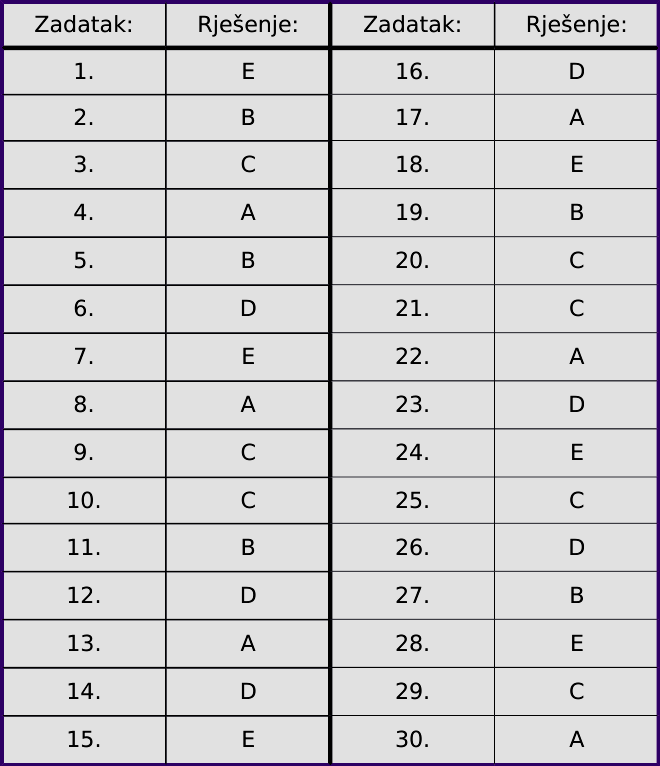 Zadatak: Rješenje: Zadatak: Rješenje:
1. E 16. D
2. B 17. A
3. C 18. E
4. A 19. B
5. B 20. C
6. D 21. C
7. E 22. A
8. A 23. D
9. C 24. E
10. C 25. C
11. B 26. D
12. D 27. B
13. A 28. E
14. D 29. C
15. E 30. A